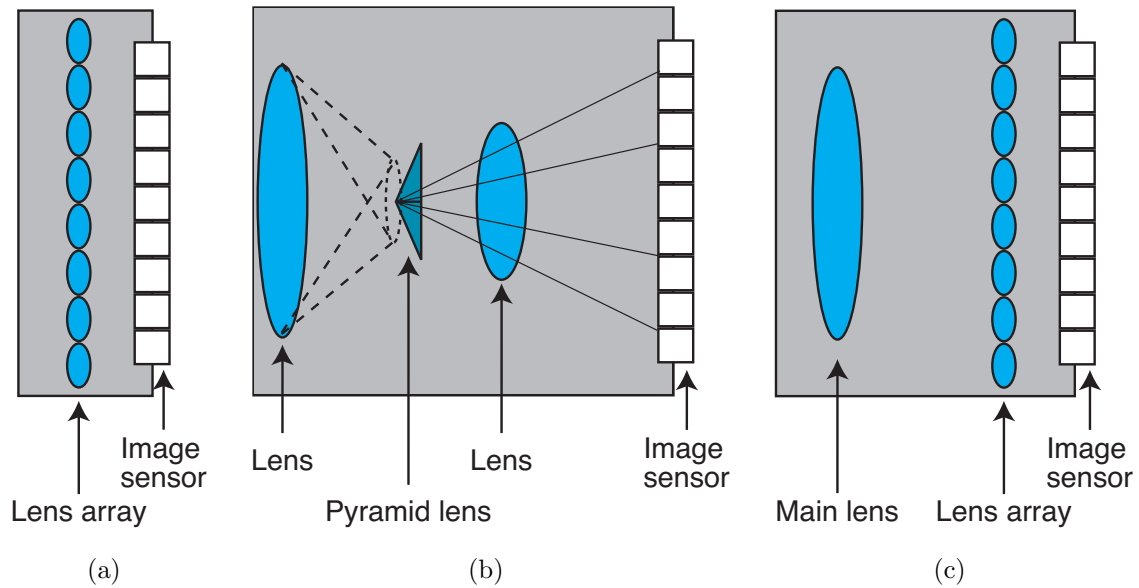 Image
sensor
Lens array
(a)
Lens
Lens
Image
sensor
Pyramid lens
(b)
Image
sensor
Main lens
Lens array
(c)